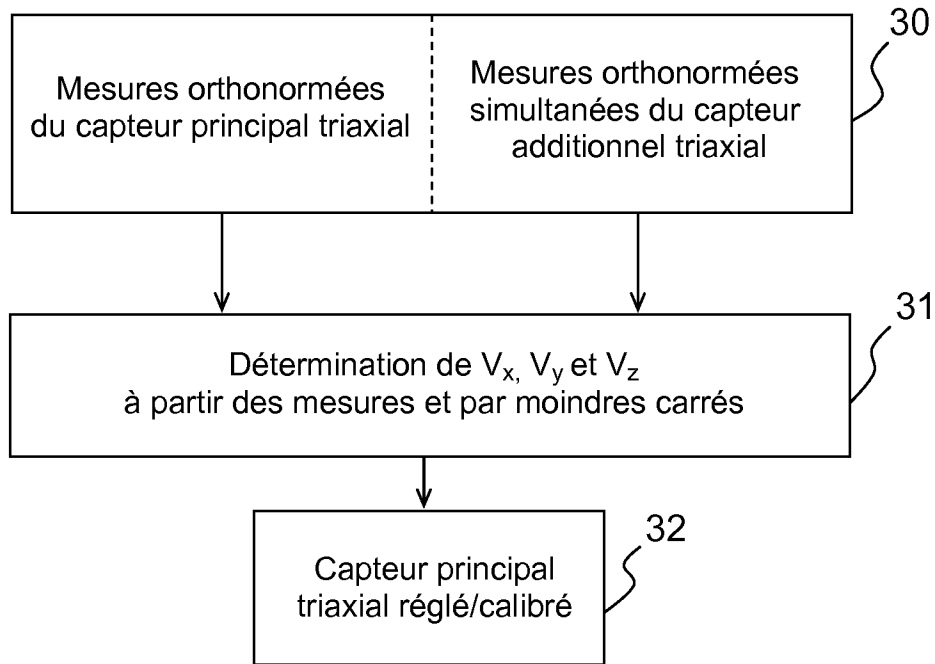 30
Mesures orthonormées
du capteur principal triaxial
Mesures orthonormées
simultanées du capteur
additionnel triaxial
31
Détermination de Vx, Vy et Vz
à partir des mesures et par moindres carrés
32
Capteur principal
triaxial réglé/calibré